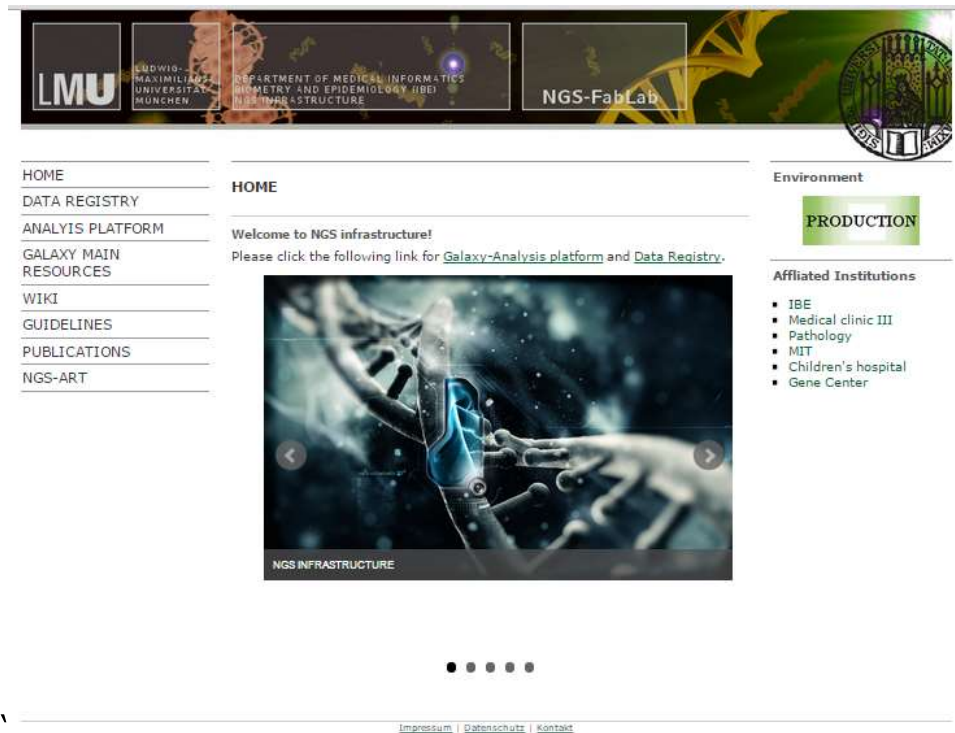 LMU
LUDWIG-
MAXIMILIANS
UNIVERSITÄT
MÜNCHEN
DEPARTMENT OF MEDICAL INFORMATICS
BIOMETRY AND EPIDEMIOLOGY (IBE)
NGS INFRASTRUCTURE
NGS-FabLab
HOME
DATA REGISTRY
ANALYIS PLATFORM
GALAXY MAIN
RESOURCES
WIKI
GUIDELINES
PUBLICATIONS
NGS-ART
HOME
Welcome to NGS infrastructure!
Please click the following link for Galaxy-Analysis platform and Data Registry.
NGS INFRASTRUCTURE
Environment
PRODUCTION
Affliated Institutions
IBE
Medical clinic III
Pathology
MIT
Children's hospital
Gene Center
Impressum | Datenschutz | Kontakt